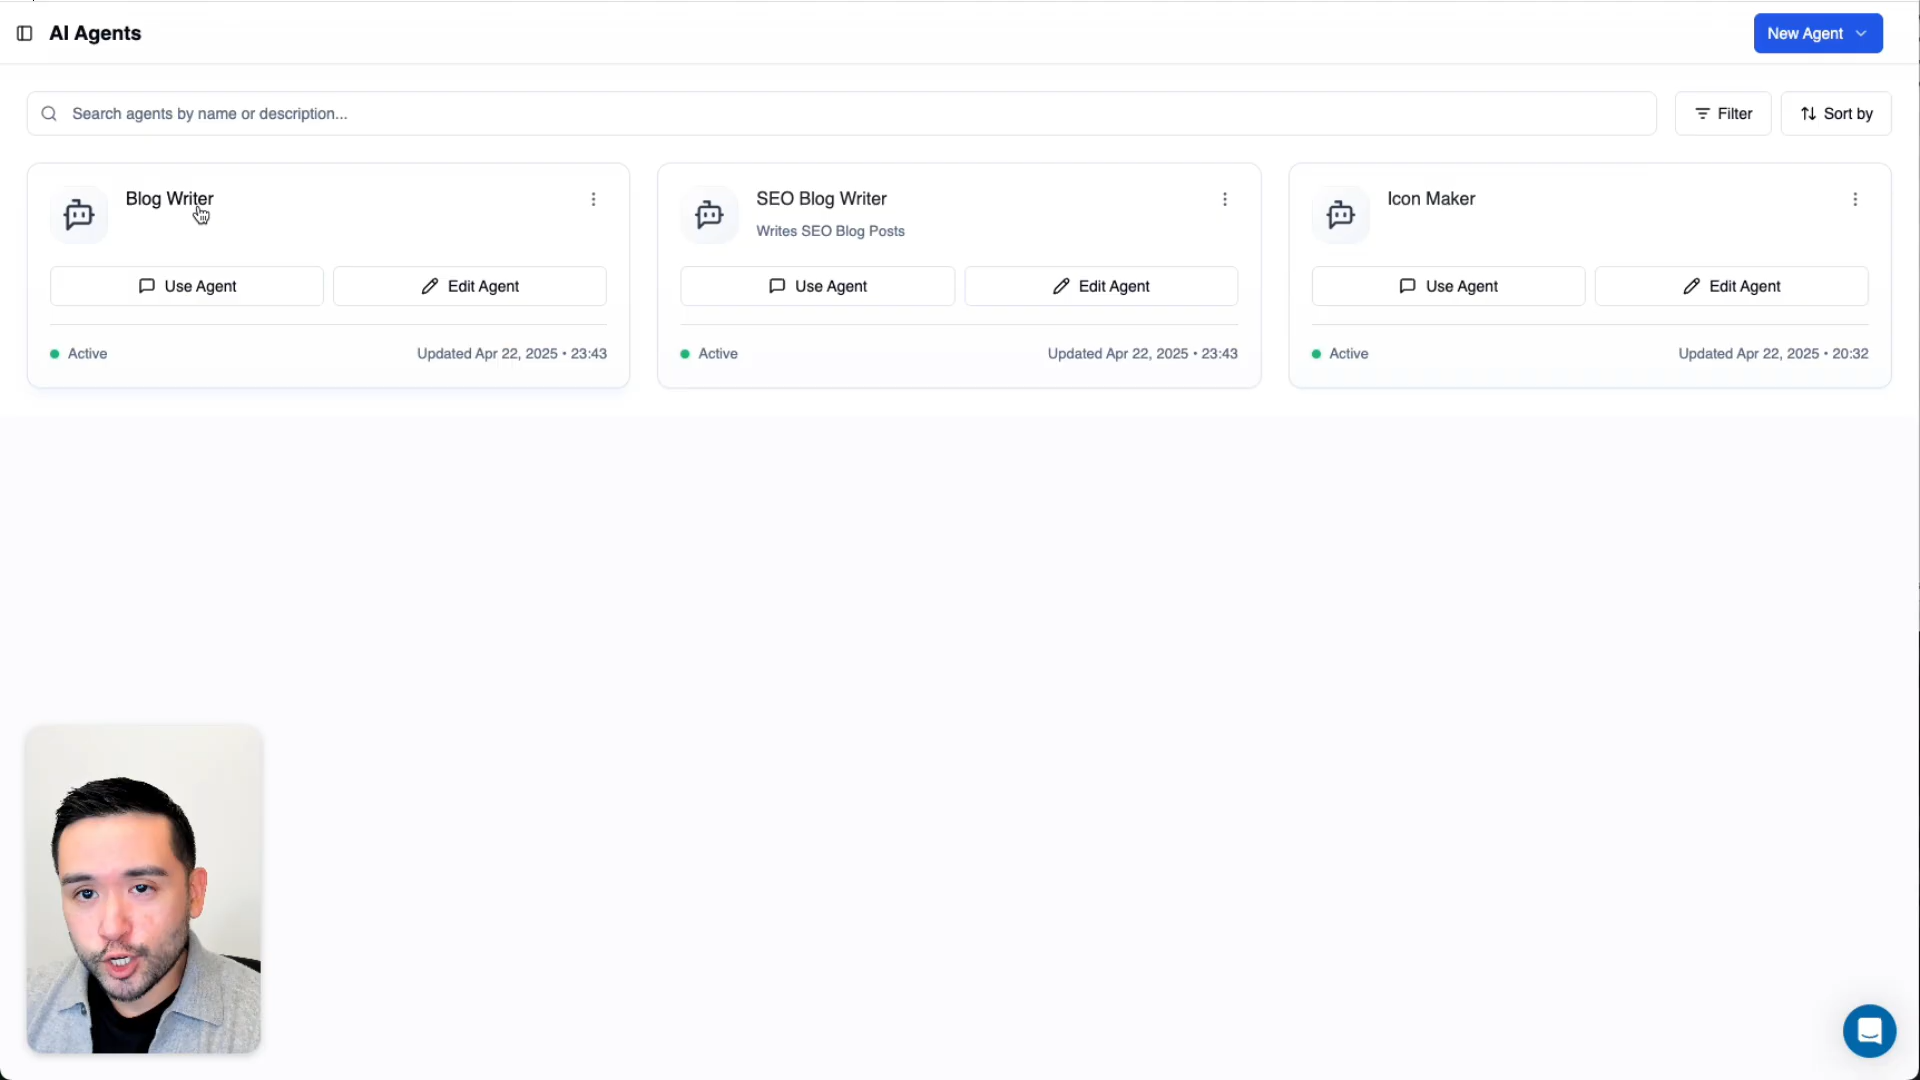 AI Agents
New Agent
Search agents by name or description...
Filter
Sort by
Blog Writer
Use Agent
Edit Agent
Active
Updated Apr 22, 2025 • 23:43
SEO Blog Writer
Writes SEO Blog Posts
Use Agent
Edit Agent
Active
Updated Apr 22, 2025 • 23:43
Icon Maker
Use Agent
Edit Agent
Active
Updated Apr 22, 2025 • 20:32